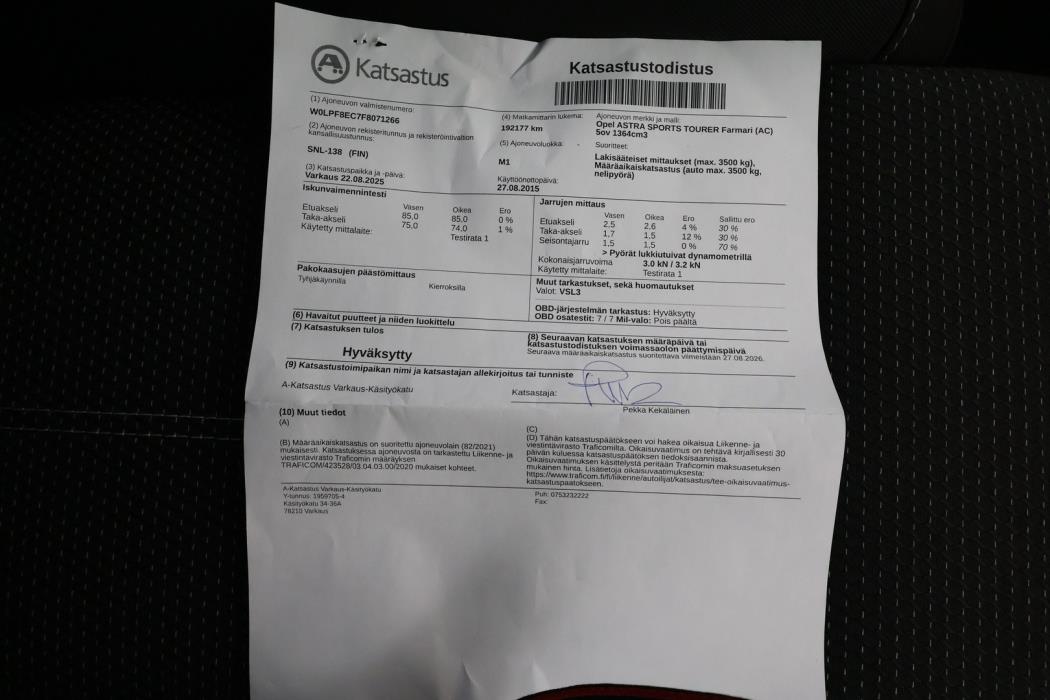 A Katsastus
Katsastustodistus
(1) Ajoneuvon valmistenumero:
W0LPF8EC7F8071266
(4) Matkamittarin lukema:
192177 km
Ajoneuvon merkki ja malli:
Opel ASTRA SPORTS TOURER Farmari (AC)
5ov 1364cm3
(2) Ajoneuvon rekisteritunnus ja rekisteröintivaltion
kansallisuustunnus:
SNL-138 (FIN)
(5) Ajoneuvoluokka:
M1
Suoritteet:
Lakisääteiset mittaukset (max. 3500 kg),
Määräaikaiskatsastus (auto max. 3500 kg,
nelipyörä)
(3) Katsastuspaikka ja -päivä:
Varkaus 22.08.2025
Käyttöönottopäivä:
27.08.2015
Iskunvaimennintesti
Vasen Oikea Ero
Etuakseli 85,0 85,0 0 %
Taka-akseli 75,0 74,0 1 %
Käytetty mittalaite: Testirata 1
Jarrujen mittaus
Vasen Oikea Ero Sallittu ero
Etuakseli 2,5 2,6 4 % 30 %
Taka-akseli 1,7 1,5 12 % 30 %
Seisontajarru 1,5 1,5 0 % 70 %
> Pyörät lukkiutuivat dynamometrillä
Kokonaisjarruvoima 3.0 kN / 3.2 kN
Käytetty mittalaite: Testirata 1
Pakokaasujen päästömittaus
Tyhjäkäynnillä Kierroksilla
Muut tarkastukset, sekä huomautukset
Valot: VSL3
OBD-järjestelmän tarkastus: Hyväksytty
OBD osatestit: 7 / 7 Mil-valo: Pois päältä
(6) Havaitut puutteet ja niiden luokittelu
(7) Katsastuksen tulos
Hyväksytty
(8) Seuraavan katsastuksen määräpäivä tai
katsastustodistuksen voimassaolon päättymispäivä
Seuraava määräaikaiskatsastus suoritettava viimeistään 27.08.2026.
(9) Katsastustoimipaikan nimi ja katsastajan allekirjoitus tai tunniste
A-Katsastus Varkaus-Käsityökatu
Katsastaja:
Pekka Kekäläinen
(10) Muut tiedot
(A)
(B) Määräaikaiskatsastus on suoritettu ajoneuvolain (82/2021)
mukaisesti. Katsastuksessa ajoneuvosta on tarkastettu Liikenne- ja
viestintävirasto Traficomin määräyksen
TRAFICOM/423528/03.04.03.00/2020 mukaiset kohteet.
(C)
(D) Tähän katsastuspäätökseen voi hakea oikaisua Liikenne- ja
viestintävirasto Traficomilta. Oikaisuvaatimus on tehtävä kirjallisesti 30
päivän kuluessa katsastuspäätöksen tiedoksisaannista.
Oikaisuvaatimuksen käsittelystä peritään Traficomin maksuasetuksen
mukainen hinta. Lisätietoja oikaisuvaatimuksesta:
https://www.traficom.fi/fi/liikenne/autoilijat/katsastus/tee-oikaisuvaatimus-
katsastuspaatokseen.
A-Katsastus Varkaus-Käsityökatu
Y-tunnus: 1959705-4
Käsityökatu 34-36A
78210 Varkaus
Puh: 0753232222
Fax: